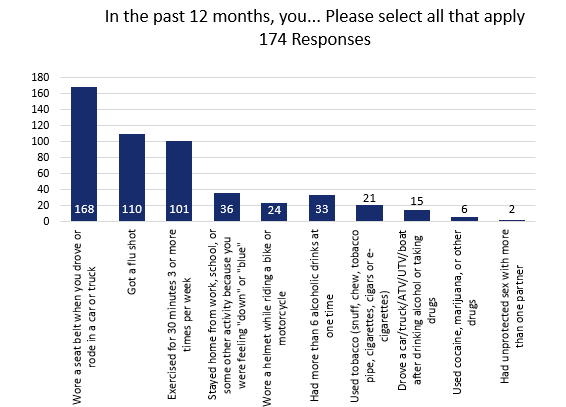 In the past 12 months, you... Please select all that apply
174 Responses
180
160
140
120
100
80
60
40
20
0
168
110
101
36
24
33
21
15
6
2
Wore a seat belt when you drove or
rode in a car or truck
Got a flu shot
Exercised for 30 minutes 3 or more
times per week
Stayed home from work, school, or
some other activity because you
were feeling "down" or "blue"
Wore a helmet while riding a bike or
motorcycle
Had more than 6 alcoholic drinks at
one time
Used tobacco (snuff, chew, tobacco
pipe, cigarettes, cigars or e-
cigarettes)
Drove a car/truck/ATV/UTV/boat
after drinking alcohol or taking
drugs
Used cocaine, marijuana, or other
drugs
Had unprotected sex with more
than one partner